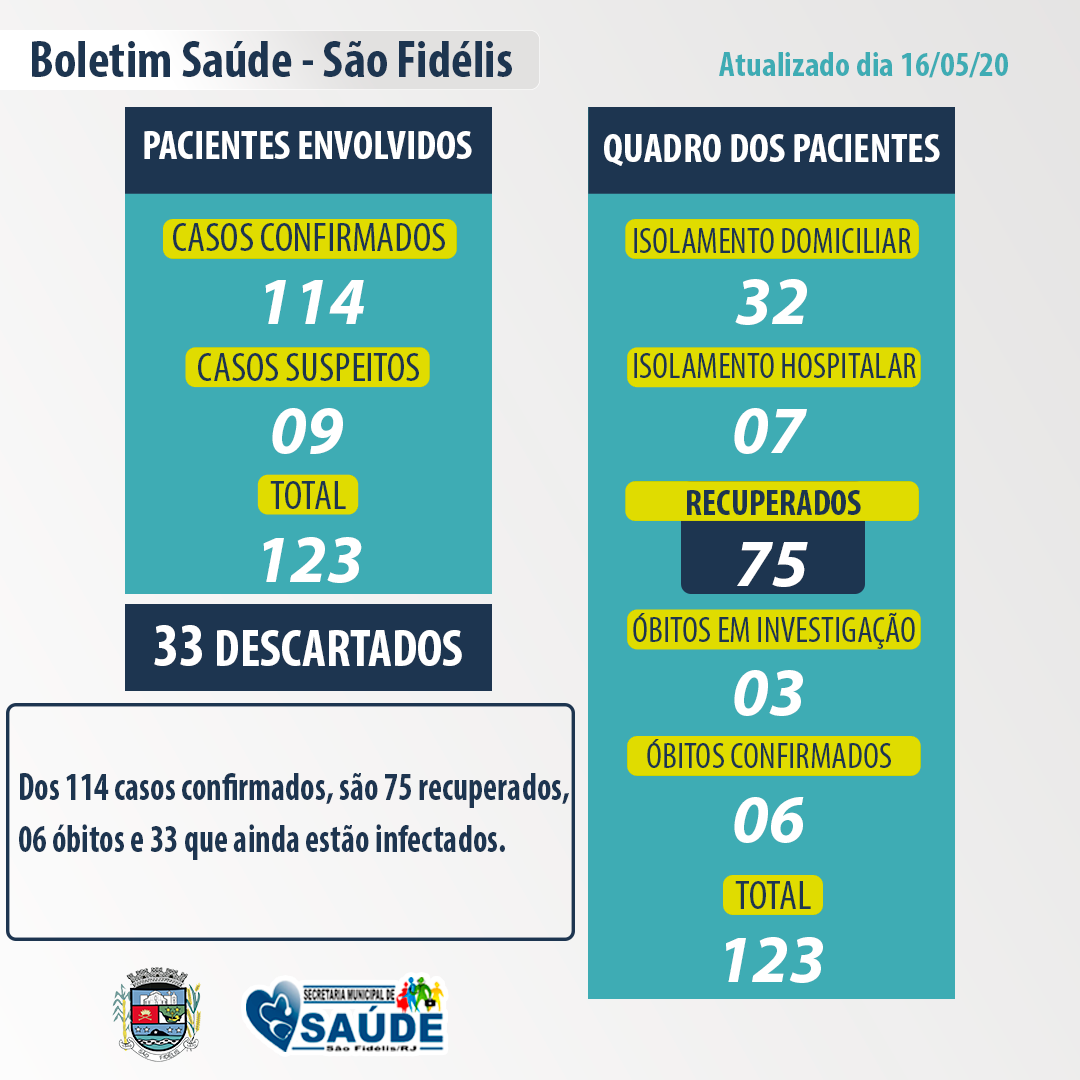 Boletim Saúde - São Fidélis
Atualizado dia 16/05/20
PACIENTES ENVOLVIDOS
CASOS CONFIRMADOS
114
CASOS SUSPEITOS
09
TOTAL
123
33 DESCARTADOS
Dos 114 casos confirmados, são 75 recuperados,
06 óbitos e 33 que ainda estão infectados.
QUADRO DOS PACIENTES
ISOLAMENTO DOMICILIAR
32
ISOLAMENTO HOSPITALAR
07
RECUPERADOS
75
ÓBITOS EM INVESTIGAÇÃO
03
ÓBITOS CONFIRMADOS
06
TOTAL
123
SÃO FIDÉLIS
SECRETARIA MUNICIPAL DE
SAÚDE
São Fidélis/RJ